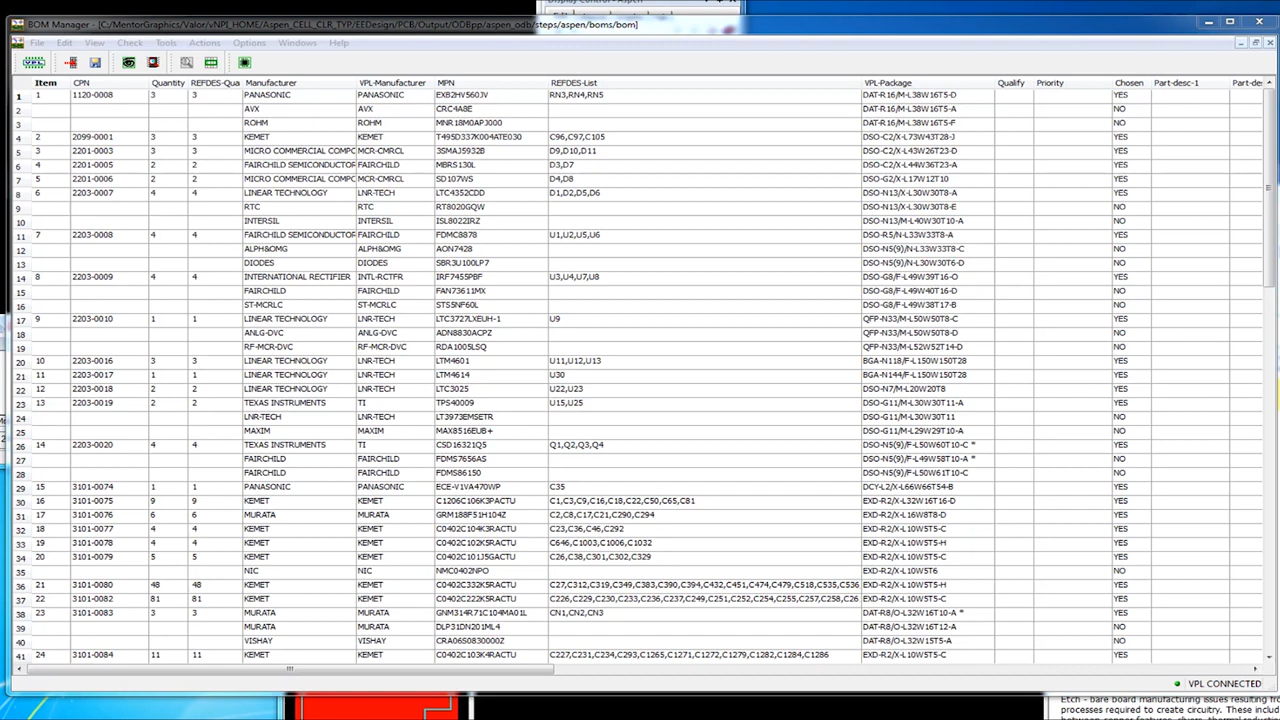 BOM Manager - [C:/MentorGraphics/Valor/vNPI_HOME/Aspen_CELL_CLR_TYP/EEDesign/PCB/Output/ODBpp/aspen_odb/steps/aspen/boms/bom]
File Edit View Check Tools Actions Options Windows Help
Item CPN Quantity REFDES-Qua Manufacturer VPL-Manufacturer MPN REFDES-List VPL-Package Qualify Priority Chosen Part-desc-1 Part-de
1 1 1120-0008 3 3 PANASONIC PANASONIC EXB2HV560JV RN3,RN4,RN5 DAT-R16/M-L38W16T5-D YES
2 AVX AVX CRC4A8E DAT-R16/M-L38W16T5-A NO
3 ROHM ROHM MNR18M0APJ000 DAT-R16/M-L38W16T5-F NO
4 2 2099-0001 3 3 KEMET KEMET T495D337K004ATE030 C96,C97,C105 DSO-C2/X-L73W43T28-J YES
5 3 2201-0003 3 3 MICRO COMMERCIAL COMPC MCR-CMRCL 3SMAJ5932B D9,D10,D11 DSO-C2/X-L43W26T23-D YES
6 4 2201-0005 2 2 FAIRCHILD SEMICONDUCTOR FAIRCHILD MBRS130L D3,D7 DSO-C2/X-L44W36T23-A YES
7 5 2201-0006 2 2 MICRO COMMERCIAL COMPC MCR-CMRCL SD107WS D4,D8 DSO-G2/X-L17W12T10 YES
8 6 2203-0007 4 4 LINEAR TECHNOLOGY LNR-TECH LTC4352CDD D1,D2,D5,D6 DSO-N13/X-L30W30T8-A YES
9 RTC RTC RT8020GQW DSO-N13/X-L30W30T8-E NO
10 INTERSIL INTERSIL ISL8022IRZ DSO-N13/M-L40W30T10-A NO
11 7 2203-0008 4 4 FAIRCHILD SEMICONDUCTOR FAIRCHILD FDMC8878 U1,U2,U5,U6 DSO-R5/N-L33W33T8-A YES
12 ALPH&OMG ALPH&OMG AON7428 DSO-N5(9)/N-L33W33T8-C NO
13 DIODES DIODES SBR3U100LP7 DSO-N5(9)/N-L30W30T6-D NO
14 8 2203-0009 4 4 INTERNATIONAL RECTIFIER INTL-RCTFR IRF7455PBF U3,U4,U7,U8 DSO-G8/F-L49W39T16-O YES
15 FAIRCHILD FAIRCHILD FAN73611MX DSO-G8/F-L49W40T16-D NO
16 ST-MCRLC ST-MCRLC STS5NF60L DSO-G8/F-L49W38T17-B NO
17 9 2203-0010 1 1 LINEAR TECHNOLOGY LNR-TECH LTC3727LXEUH-1 U9 QFP-N33/M-L50W50T8-C YES
18 ANLG-DVC ANLG-DVC ADN8830ACPZ QFP-N33/M-L50W50T8-D NO
19 RF-MCR-DVC RF-MCR-DVC RDA1005LSQ QFP-N33/M-L52W52T14-D NO
20 10 2203-0016 3 3 LINEAR TECHNOLOGY LNR-TECH LTM4601 U11,U12,U13 BGA-N118/F-L150W150T28 YES
21 11 2203-0017 1 1 LINEAR TECHNOLOGY LNR-TECH LTM4614 U30 BGA-N144/F-L150W150T28 YES
22 12 2203-0018 2 2 LINEAR TECHNOLOGY LNR-TECH LTC3025 U22,U23 DSO-N7/M-L20W20T8 YES
23 13 2203-0019 2 2 TEXAS INSTRUMENTS TI TPS40009 U15,U25 DSO-G11/M-L30W30T11-A YES
24 LNR-TECH LNR-TECH LT3973EMSETR DSO-G11/M-L30W30T11 NO
25 MAXIM MAXIM MAX8516EUB+ DSO-G11/M-L29W29T10-A NO
26 14 2203-0020 4 4 TEXAS INSTRUMENTS TI CSD16321Q5 Q1,Q2,Q3,Q4 DSO-N5(9)/F-L50W60T10-C * YES
27 FAIRCHILD FAIRCHILD FDMS7656AS DSO-N5(9)/F-L49W58T10-A * NO
28 FAIRCHILD FAIRCHILD FDMS86150 DSO-N5(9)/F-L50W61T10-C NO
29 15 3101-0074 1 1 PANASONIC PANASONIC ECE-V1VA470WP C35 DCY-L2/X-L66W66T54-B YES
30 16 3101-0075 9 9 KEMET KEMET C1206C106K3PACTU C1,C3,C9,C16,C18,C22,C50,C65,C81 EXD-R2/X-L32W16T16-D YES
31 17 3101-0076 6 6 MURATA MURATA GRM188F51H104Z C2,C8,C17,C21,C290,C294 EXD-R2/X-L16W8T8-D YES
32 18 3101-0077 4 4 KEMET KEMET C0402C104K3RACTU C23,C36,C46,C292 EXD-R2/X-L10W5T5-C YES
33 19 3101-0078 4 4 KEMET KEMET C0402C102K5RACTU C646,C1003,C1006,C1032 EXD-R2/X-L10W5T5-H YES
34 20 3101-0079 5 5 KEMET KEMET C0402C101J5GACTU C26,C38,C301,C302,C329 EXD-R2/X-L10W5T5-C YES
35 NIC NIC NMC0402NPO EXD-R2/X-L10W5T6 NO
36 21 3101-0080 48 48 KEMET KEMET C0402C332K5RACTU C27,C312,C319,C349,C383,C390,C394,C432,C451,C474,C479,C518,C535,C536 EXD-R2/X-L10W5T5-H YES
37 22 3101-0082 81 81 KEMET KEMET C0402C222K5RACTU C226,C229,C230,C233,C236,C237,C249,C251,C252,C254,C255,C257,C258,C26 EXD-R2/X-L10W5T5-C YES
38 23 3101-0083 3 3 MURATA MURATA GNM314R71C104MA01L CN1,CN2,CN3 DAT-R8/O-L32W16T10-A * YES
39 MURATA MURATA DLP31DN201ML4 DAT-R8/O-L32W16T12-A NO
40 VISHAY VISHAY CRA06S0830000Z DAT-R8/O-L32W15T5-A NO
41 24 3101-0084 11 11 KEMET KEMET C0402C103K4RACTU C227,C231,C234,C293,C1265,C1271,C1272,C1279,C1282,C1284,C1286 EXD-R2/X-L10W5T5-C YES
VPL CONNECTED
Etch - bare board manufacturing issues resulting from
processes required to create circuitry. These include